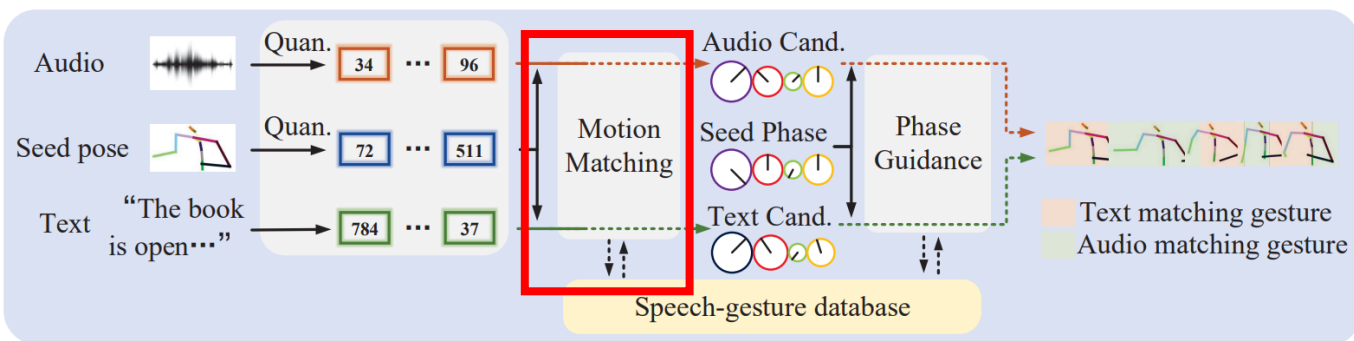 Audio
Quan.
34 ... 96
Audio Cand.
Seed pose
Quan.
72 ... 511
Motion
Matching
Seed Phase
Phase
Guidance
Text
“The book
is open...”
784 ... 37
Text Cand.
Text matching gesture
Audio matching gesture
Speech-gesture database